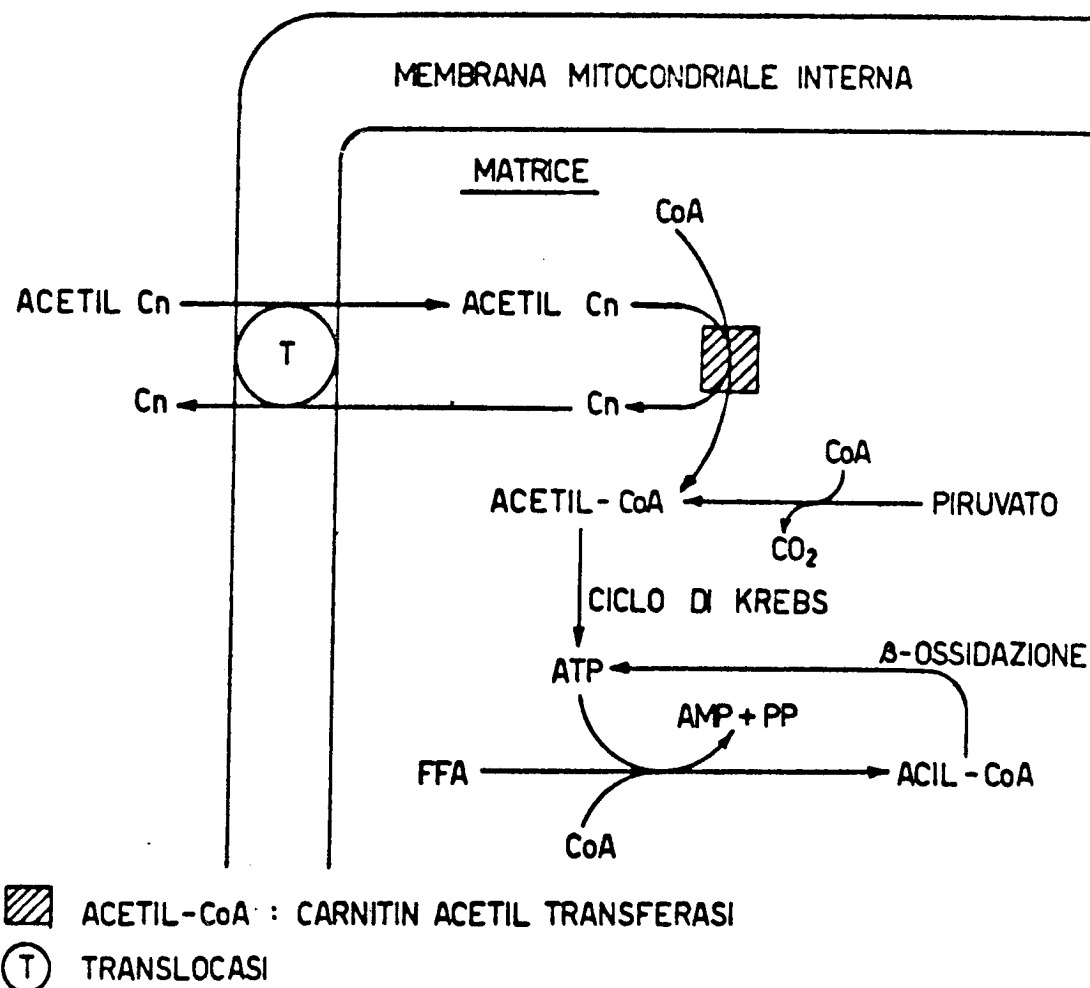 MEMBRANA MITOCONDRIALE INTERNA
MATRICE
CoA
ACETIL Cn
ACETIL Cn
T
Cn
Cn
CoA
ACETIL-CoA
PIRUVATO
CO₂
CICLO DI KREBS
β-OSSIDAZIONE
ATP
AMP + PP
FFA
ACIL-CoA
CoA
ACETIL-CoA : CARNITIN ACETIL TRANSFERASI
T TRANSLOCASI